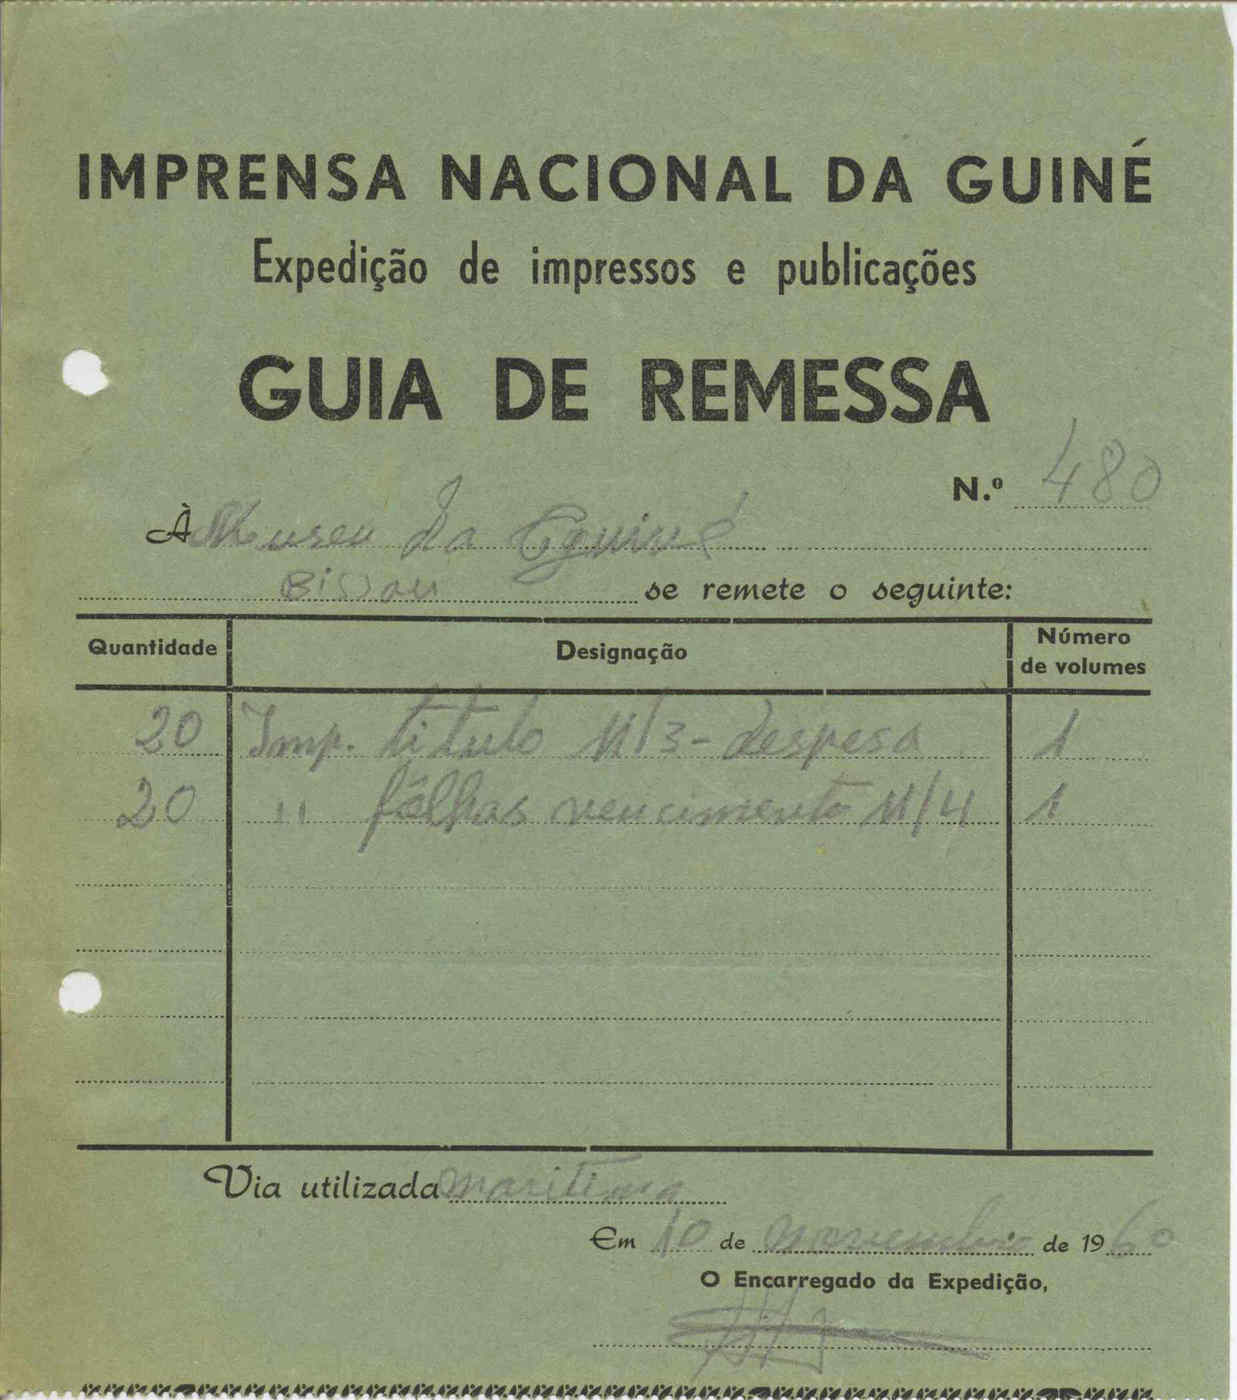 IMPRENSA NACIONAL DA GUINÉ
Expedição de impressos e publicações
GUIA DE REMESSA
N.º 480
À Museu da Guiné
Bissau se remete o seguinte:
Quantidade Designação Número de volumes
20 Imp. titulo M/3 - despesa 1
20 " fôlhas vencimento M/4 1
Via utilizada maritima
Em 10 de novembro de 1960
O Encarregado da Expedição,